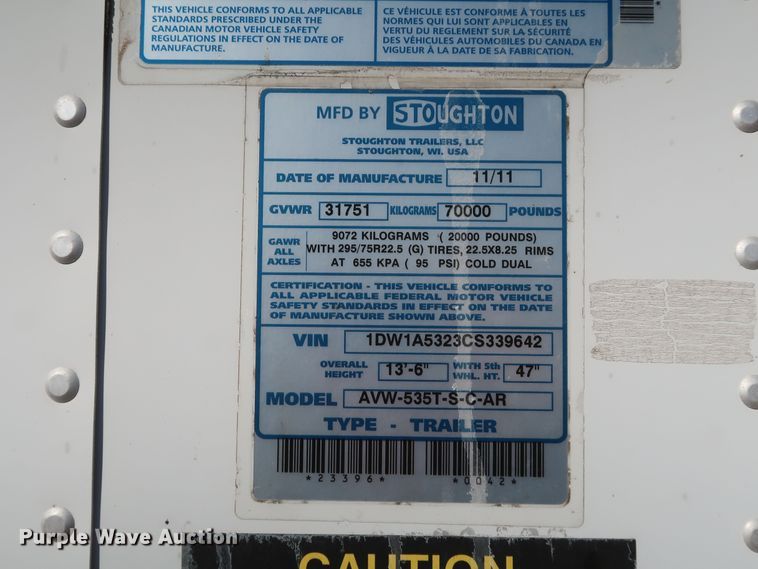 THIS VEHICLE CONFORMS TO ALL APPLICABLE
STANDARDS PRESCRIBED UNDER THE
CANADIAN MOTOR VEHICLE SAFETY
REGULATIONS IN EFFECT ON THE DATE OF
MANUFACTURE.
CE VÉHICULE EST CONFORME À TOUTES LES
NORMES QUI LUI SONT APPLICABLES EN
VERTU DU REGLEMENT SUR LA SÉCURITÉ
DES VÉHICULES AUTOMOBILES DU CANADA EN
VIGUEUR À LA DATE DE SA FABRICATION.
MFD BY STOUGHTON
STOUGHTON TRAILERS, LLC
STOUGHTON, WI. USA
DATE OF MANUFACTURE 11/11
GVWR 31751 KILOGRAMS 70000 POUNDS
GAWR ALL AXLES
9072 KILOGRAMS ( 20000 POUNDS)
WITH 295/75R22.5 (G) TIRES, 22.5X8.25 RIMS
AT 655 KPA ( 95 PSI) COLD DUAL
CERTIFICATION - THIS VEHICLE CONFORMS TO
ALL APPLICABLE FEDERAL MOTOR VEHICLE
SAFETY STANDARDS IN EFFECT ON THE DATE
OF MANUFACTURE SHOWN ABOVE.
VIN 1DW1A5323CS339642
OVERALL HEIGHT 13'-6" WITH 5th WHL. HT. 47"
MODEL AVW-535T-S-C-AR
TYPE - TRAILER
*23396* *0042*
Purple Wave Auction
CAUTION